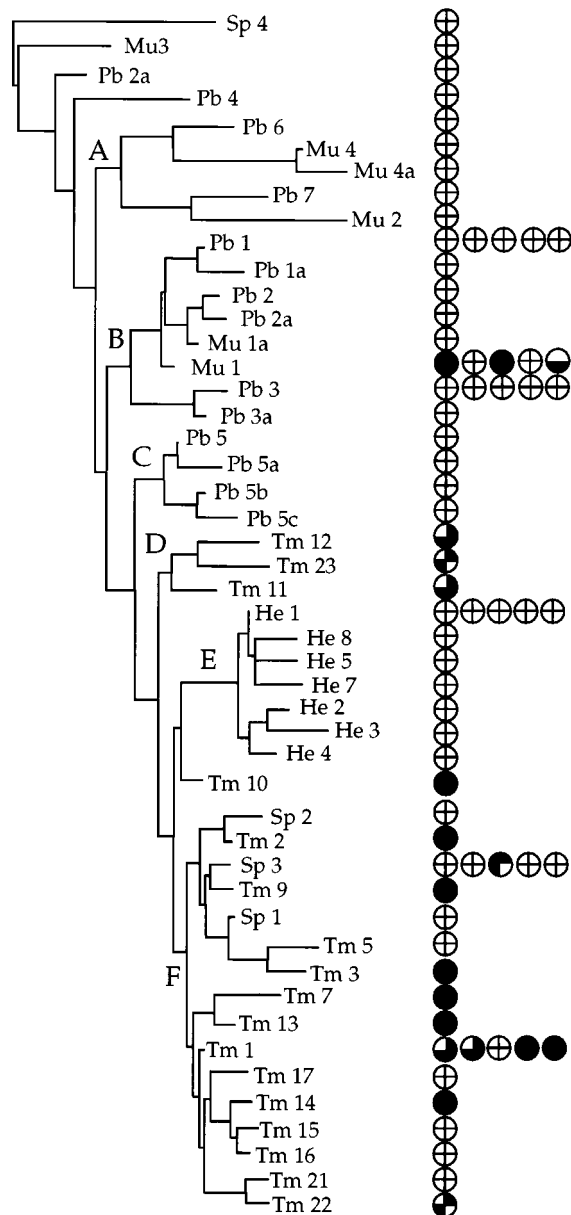 Sp 4
Mu3
Pb 2a
Pb 4
Pb 6
A
Mu 4
Mu 4a
Pb 7
Mu 2
Pb 1
Pb 1a
Pb 2
Pb 2a
B
Mu 1a
Mu 1
Pb 3
Pb 3a
Pb 5
C
Pb 5a
Pb 5b
Pb 5c
D
Tm 12
Tm 23
Tm 11
He 1
He 8
E
He 5
He 7
He 2
He 3
He 4
Tm 10
Sp 2
Tm 2
Sp 3
Tm 9
Sp 1
Tm 5
F
Tm 3
Tm 7
Tm 13
Tm 1
Tm 17
Tm 14
Tm 15
Tm 16
Tm 21
Tm 22